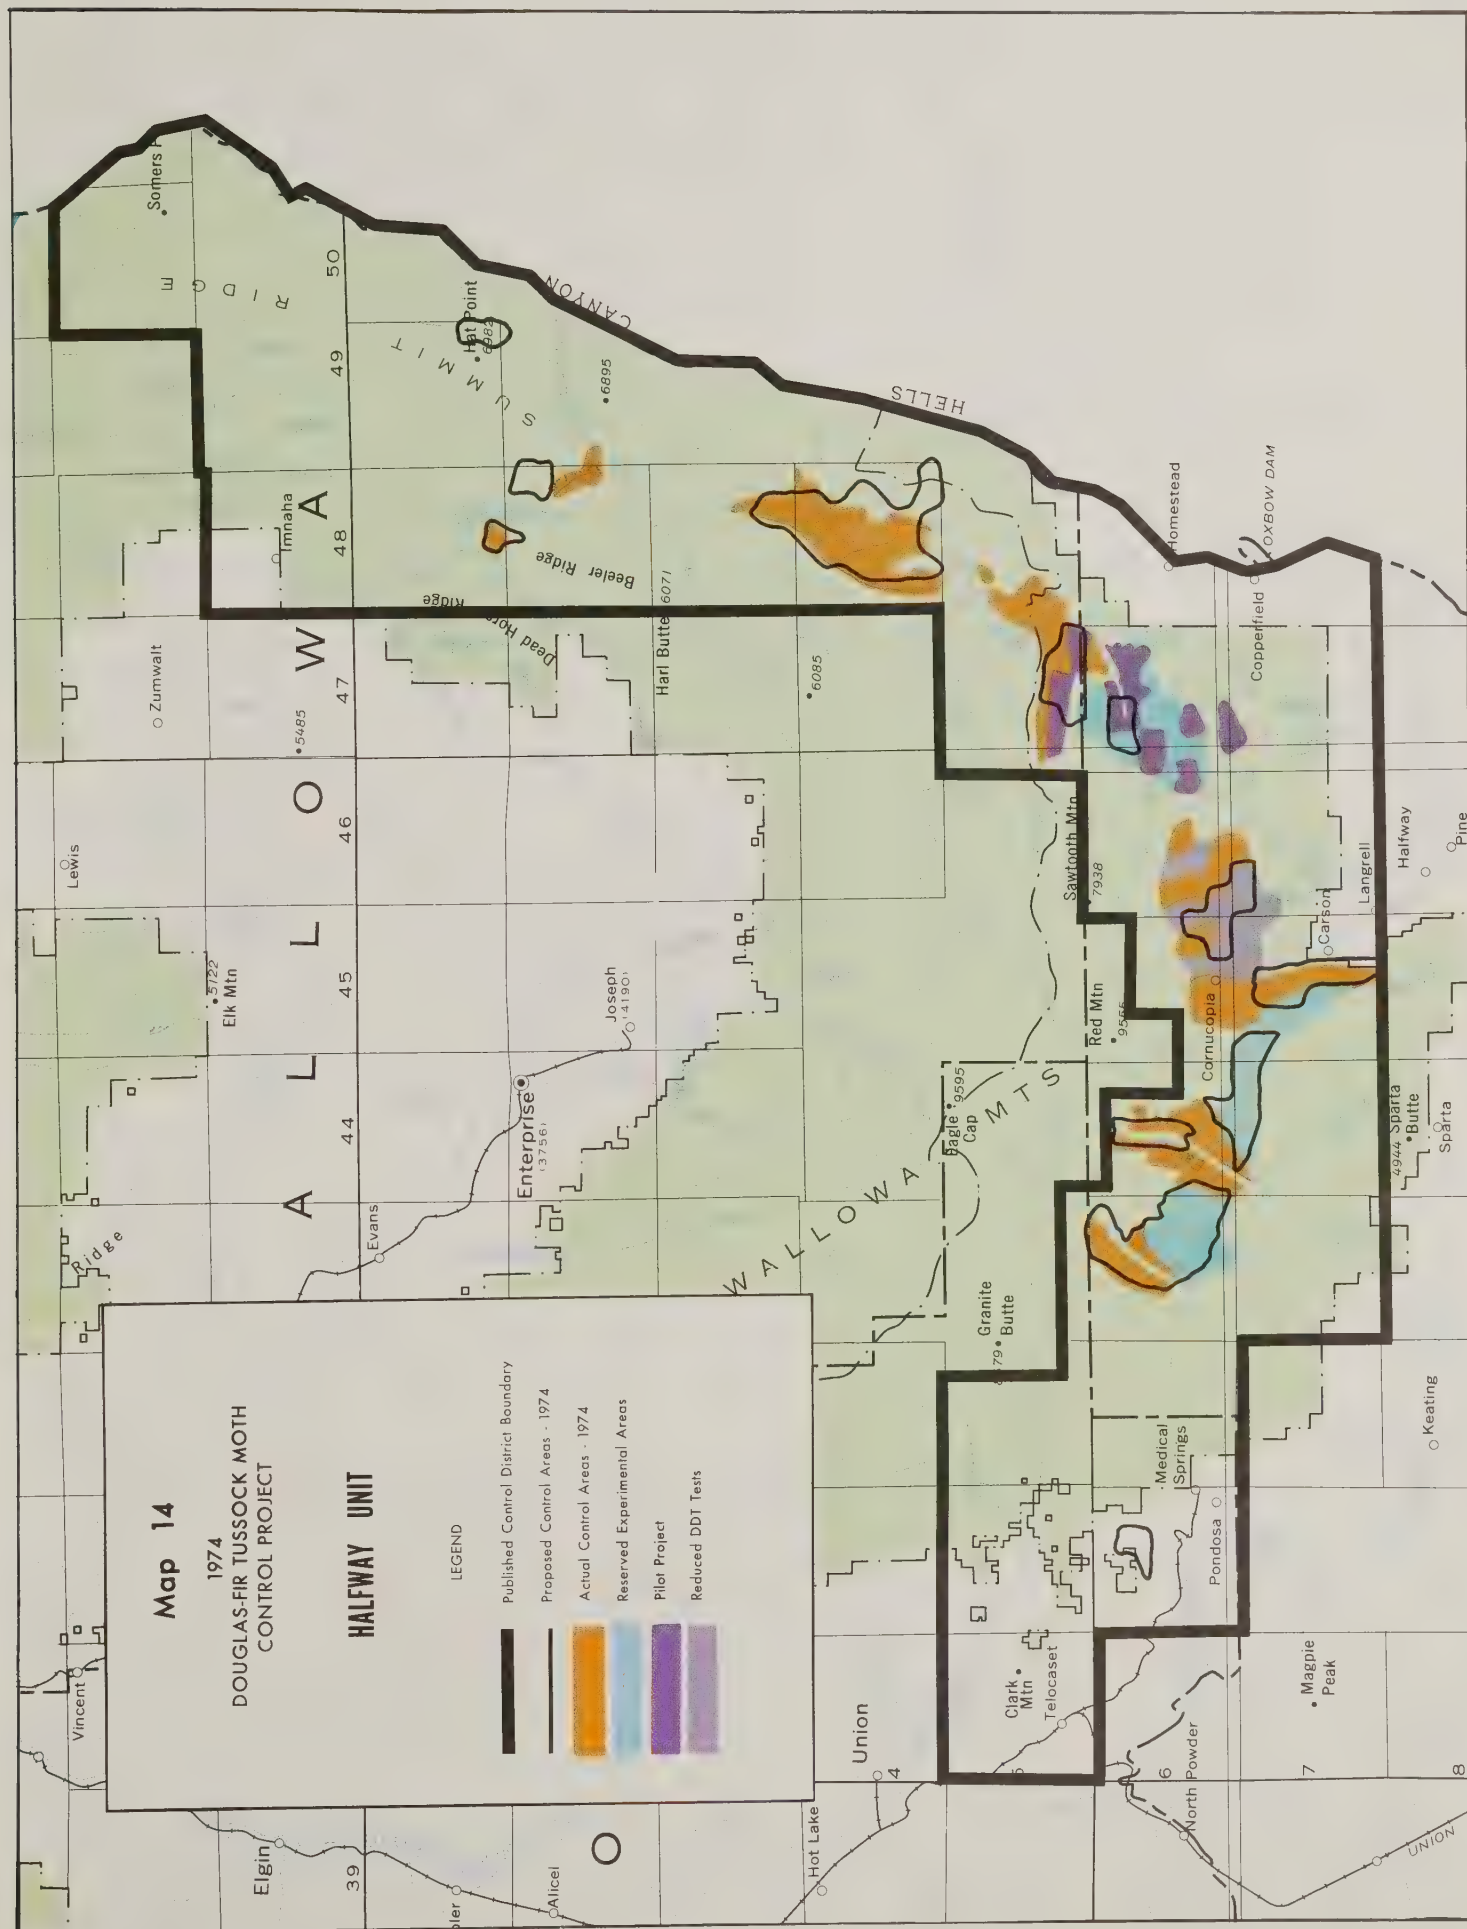 Map 14
1974
DOUGLAS-FIR TUSSOCK MOTH
CONTROL PROJECT
HALFWAY UNIT
LEGEND
Published Control District Boundary
Proposed Control Areas - 1974
Actual Control Areas - 1974
Reserved Experimental Areas
Pilot Project
Reduced DDT Tests
Somers P
RIDGE
SUMMIT
50
49
48
47
46
45
44
39
Hat Point
6982
6895
HELLS
CANYON
Imnaha
WALLOWA
Beeler Ridge
Dead Horse
Ridge
Harl Butte 6071
6085
Zumwalt
5485
Lewis
5122
Elk Mtn
Joseph
(4190)
Enterprise
(3756)
Evans
Ridge
Vincent
Elgin
Alicel
O
Hot Lake
Union
4
5
6
7
8
WALLOWA MTS
Eagle
Cap
9595
Granite
Butte
Red Mtn
Sawtooth Mtn
7938
Homestead
OXBOW DAM
Copperfield
Halfway
Pine
Langrell
Carson
Cornucopia
4944 Sparta
Butte
Sparta
Keating
Medical
Springs
Pondosa
Clark
Mtn
Telocaset
Magpie
Peak
North Powder
UNION